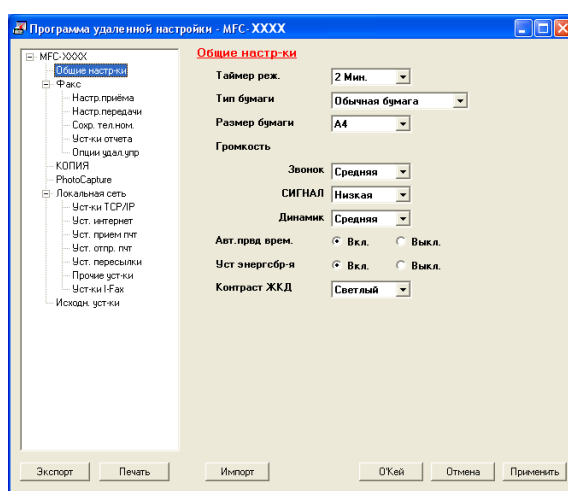 Программа удаленной настройки - MFC-XXXX
MFC-XXXX
Общие настр-ки
Факс
Настр.приёма
Настр.передачи
Сохр. тел.ном.
Уст-ки отчета
Опции удал.упр
КОПИЯ
PhotoCapture
Локальная сеть
Уст-ки TCP/IP
Уст. интернет
Уст. прием пчт
Уст. отпр. пчт
Уст. пересылки
Прочие уст-ки
Уст-ки I-Fax
Исходн. уст-ки
Общие настр-ки
Таймер реж. 2 Мин.
Тип бумаги Обычная бумага
Размер бумаги A4
Громкость
Звонок Средняя
СИГНАЛ Низкая
Динамик Средняя
Авт.првд врем. Вкл. Выкл.
Уст энергсбр-я Вкл. Выкл.
Контраст ЖКД Светлый
Экспорт Печать Импорт О'Кей Отмена Применить